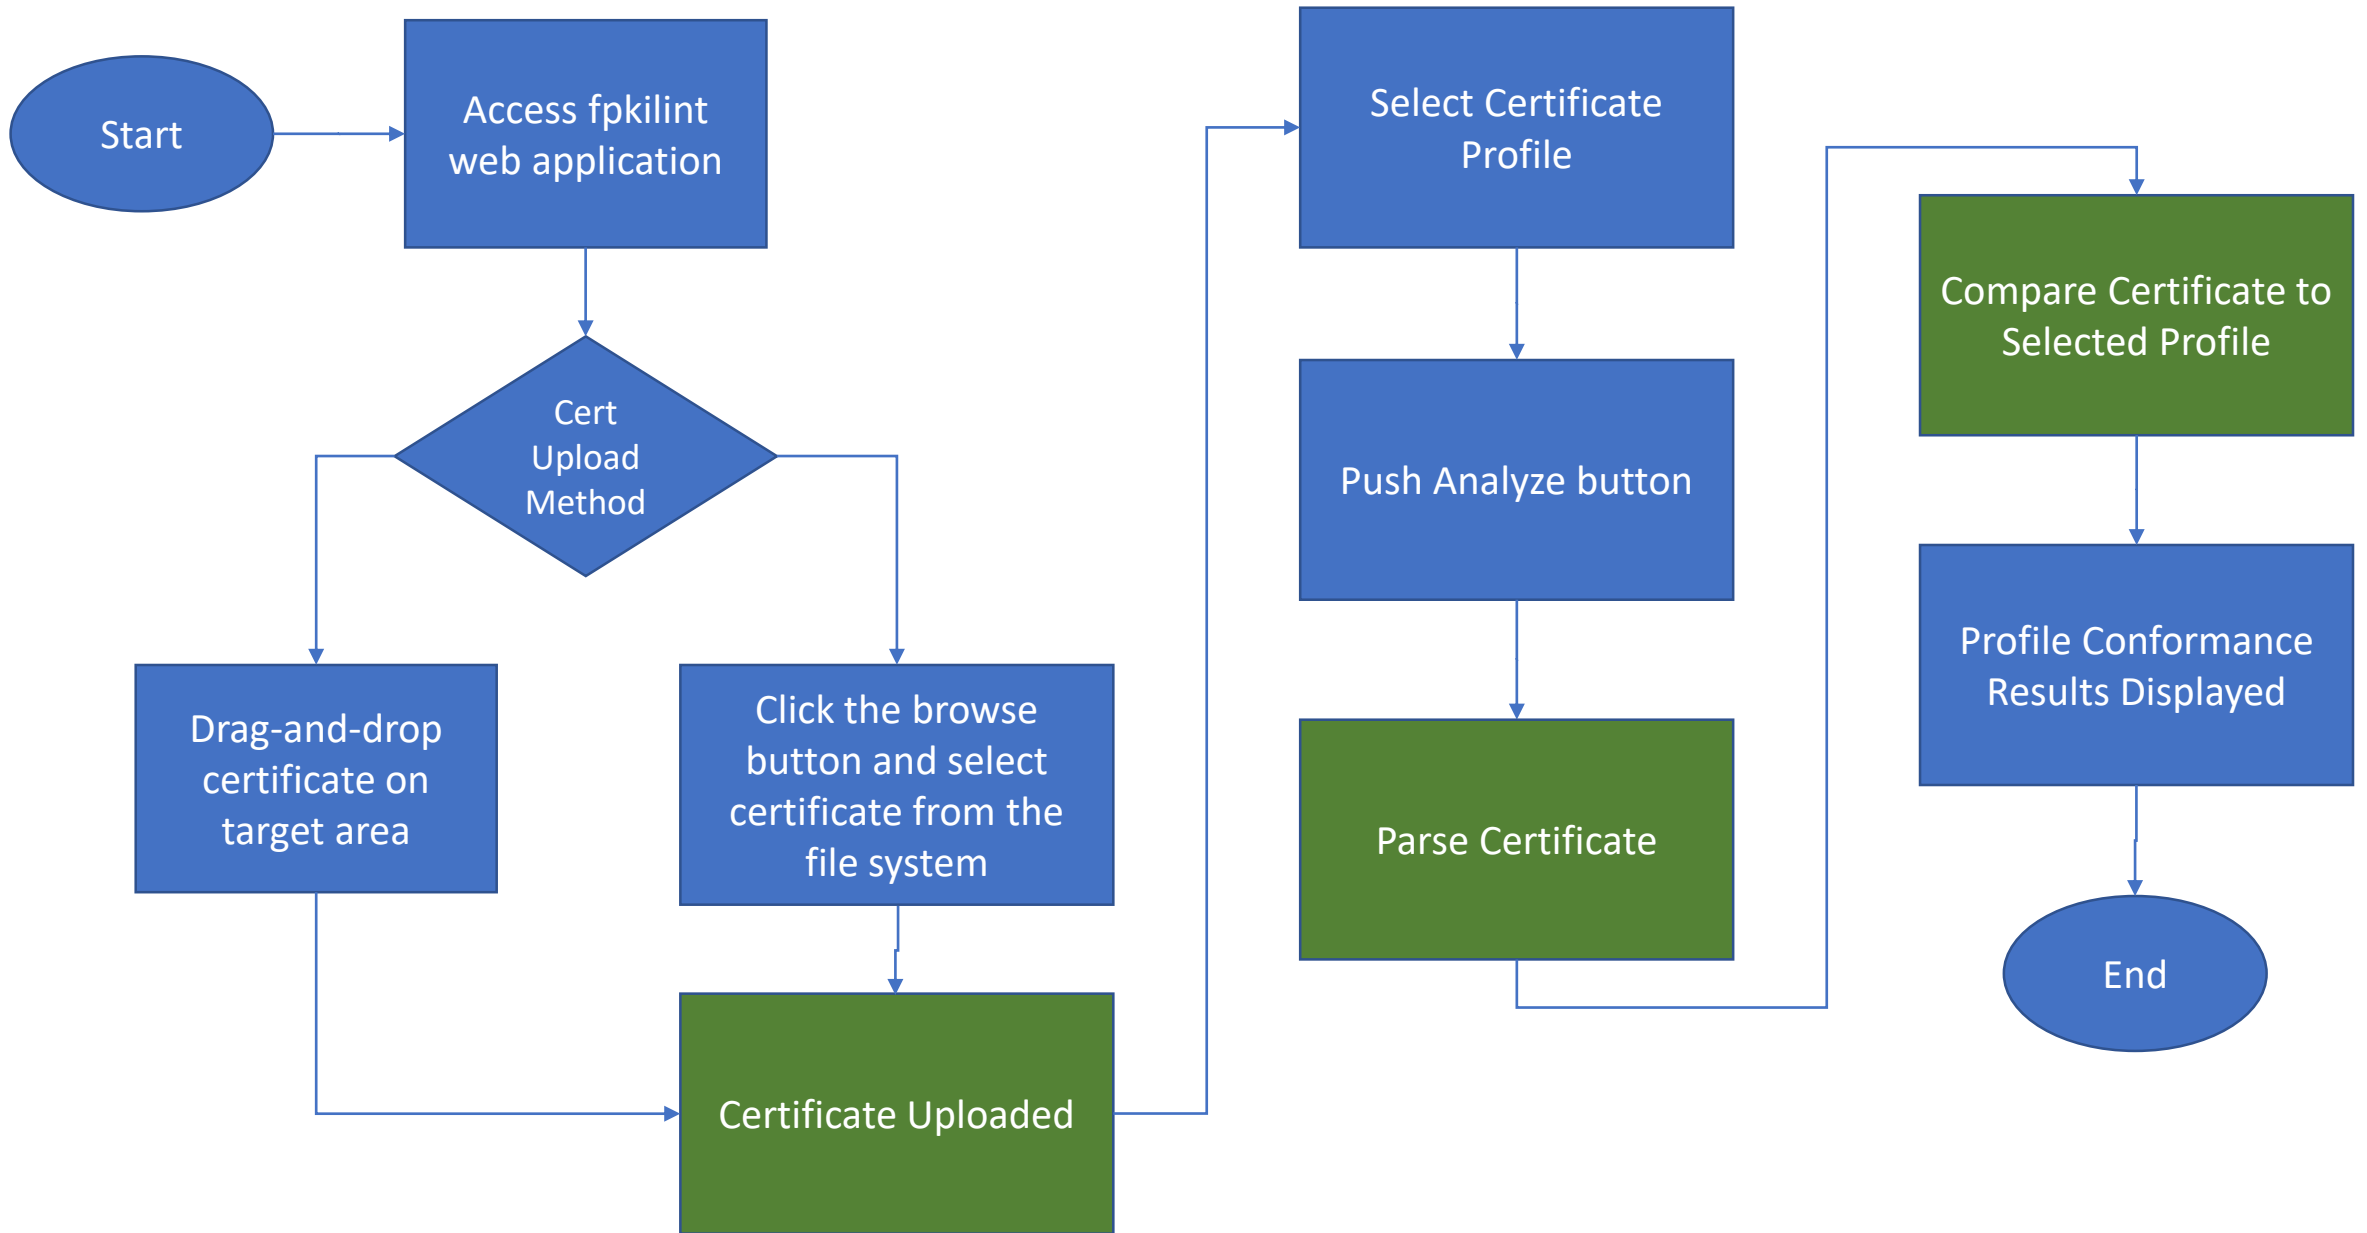 Start
Access fpkilint
web application
Cert
Upload
Method
Drag-and-drop
certificate on
target area
Click the browse
button and select
certificate from the
file system
Certificate Uploaded
Select Certificate
Profile
Push Analyze button
Parse Certificate
Compare Certificate to
Selected Profile
Profile Conformance
Results Displayed
End